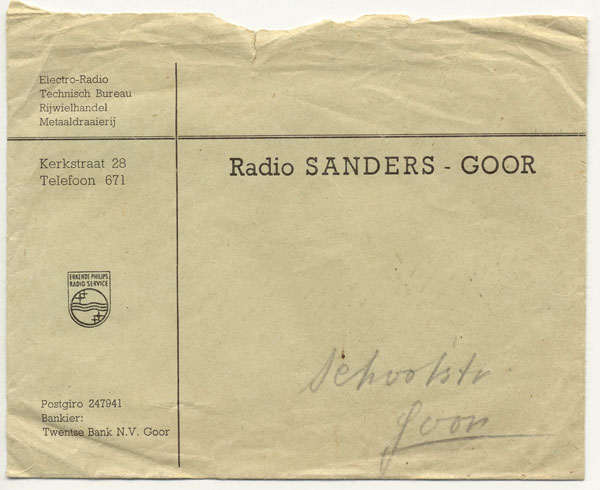 Electro-Radio
Technisch Bureau
Rijwielhandel
Metaaldraaierij
Kerkstraat 28
Telefoon 671
Radio SANDERS - GOOR
ERKENDE PHILIPS
RADIO SERVICE
Schoolstr
Goor
Postgiro 247941
Bankier:
Twentse Bank N.V. Goor